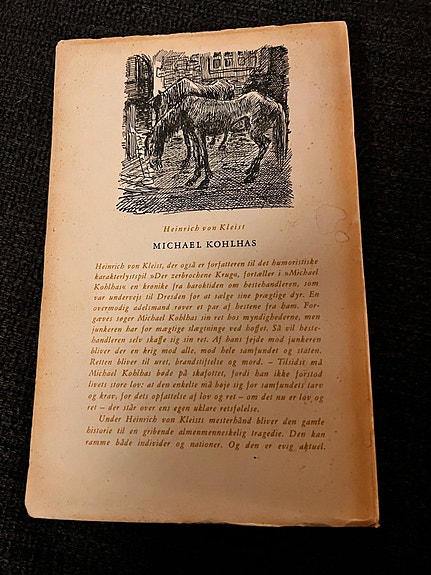 Heinrich von Kleist
MICHAEL KOHLHAS
Heinrich von Kleist, der også er forfatteren til det humoristiske
karakterlystspil »Der zerbrochene Krug«, fortæller i »Michael
Kohlhas« en kronike fra baroktiden om hestehandleren, som
var undervejs til Dresden for at sælge sine prægtige dyr. En
overmodig adelsmand røver et par af hestene fra ham. For-
gæves søger Michael Kohlhas sin ret hos myndighederne, men
junkeren har for mægtige slægtninge ved hoffet. Så vil heste-
handleren selv skaffe sig sin ret. Af hans fejde mod junkeren
bliver der en krig mod alle, mod hele samfundet og staten.
Retten bliver til uret, brandstiftelse og mord. – Tilsidst må
Michael Kohlhas bøde på skafottet, fordi han ikke forstod
livets store lov: at den enkelte må bøje sig for samfundets tarv
og krav, for dets opfattelse af lov og ret – om det nu er lov og
ret – der står over ens egen uklare retsfølelse.
Under Heinrich von Kleists mesterhånd bliver den gamle
historie til en gribende almenmenneskelig tragedie. Den kan
ramme både individer og nationer. Og den er evig aktuel.